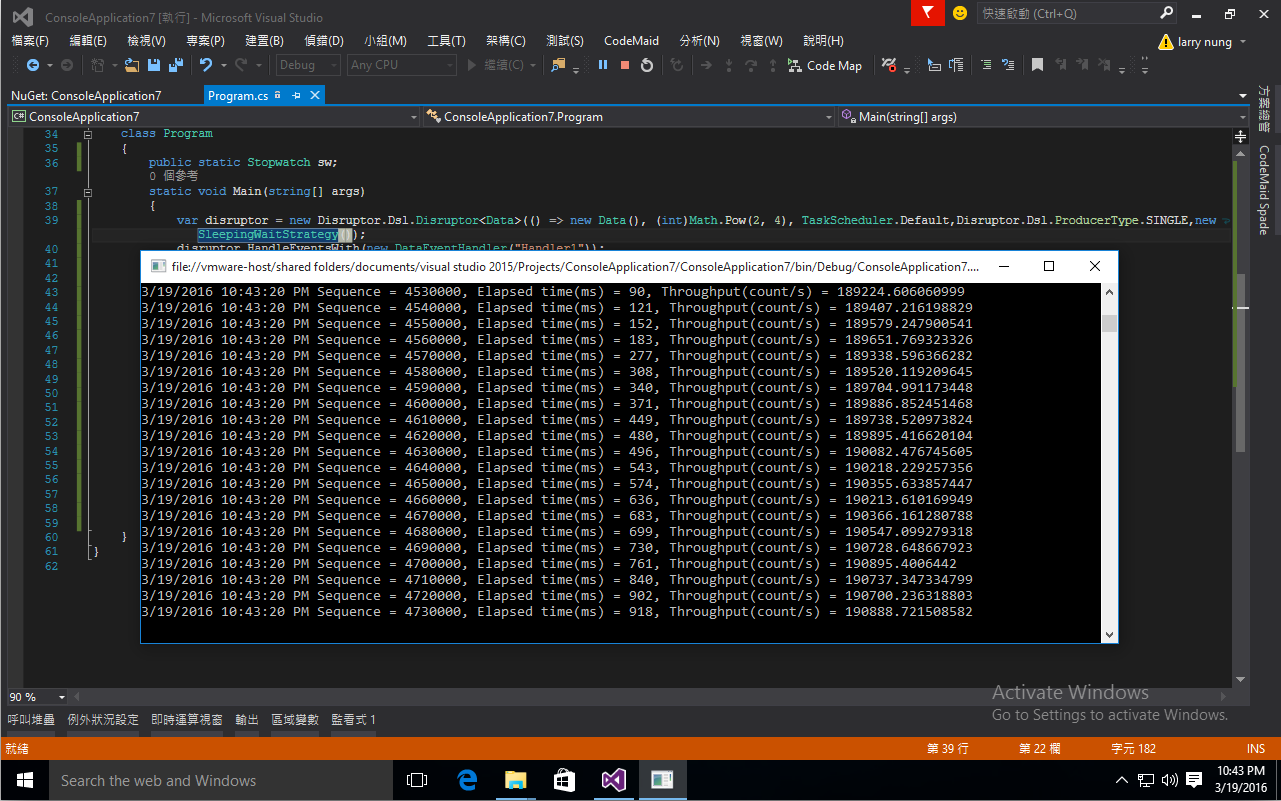 ConsoleApplication7 [執行] - Microsoft Visual Studio
快速啟動 (Ctrl+Q)
檔案(F) 編輯(E) 檢視(V) 專案(P) 建置(B) 偵錯(D) 小組(M) 工具(T) 架構(C) 測試(S) CodeMaid 分析(N) 視窗(W) 說明(H) larry nung
Debug Any CPU 繼續(C) Code Map
NuGet: ConsoleApplication7 Program.cs
ConsoleApplication7 ConsoleApplication7.Program Main(string[] args)
方案總管
CodeMaid Spade
34 class Program
35 {
36 public static Stopwatch sw;
0 個參考
37 static void Main(string[] args)
38 {
39 var disruptor = new Disruptor.Dsl.Disruptor<Data>(() => new Data(), (int)Math.Pow(2, 4), TaskScheduler.Default,Disruptor.Dsl.ProducerType.SINGLE,new
SleepingWaitStrategy());
40 disruptor.HandleEventsWith(new DataEventHandler("Handler1"));
41
42
43
44
45
46
47
48
49
50
51
52
53
54
55
56
57
58
59
60 }
61 }
62
file://vmware-host/shared folders/documents/visual studio 2015/Projects/ConsoleApplication7/ConsoleApplication7/bin/Debug/ConsoleApplication7....
3/19/2016 10:43:20 PM Sequence = 4530000, Elapsed time(ms) = 90, Throughput(count/s) = 189224.606060999
3/19/2016 10:43:20 PM Sequence = 4540000, Elapsed time(ms) = 121, Throughput(count/s) = 189407.216198829
3/19/2016 10:43:20 PM Sequence = 4550000, Elapsed time(ms) = 152, Throughput(count/s) = 189579.247900541
3/19/2016 10:43:20 PM Sequence = 4560000, Elapsed time(ms) = 183, Throughput(count/s) = 189651.769323326
3/19/2016 10:43:20 PM Sequence = 4570000, Elapsed time(ms) = 277, Throughput(count/s) = 189338.596366282
3/19/2016 10:43:20 PM Sequence = 4580000, Elapsed time(ms) = 308, Throughput(count/s) = 189520.119209645
3/19/2016 10:43:20 PM Sequence = 4590000, Elapsed time(ms) = 340, Throughput(count/s) = 189704.991173448
3/19/2016 10:43:20 PM Sequence = 4600000, Elapsed time(ms) = 371, Throughput(count/s) = 189886.852451468
3/19/2016 10:43:20 PM Sequence = 4610000, Elapsed time(ms) = 449, Throughput(count/s) = 189738.520973824
3/19/2016 10:43:20 PM Sequence = 4620000, Elapsed time(ms) = 480, Throughput(count/s) = 189895.416620104
3/19/2016 10:43:20 PM Sequence = 4630000, Elapsed time(ms) = 496, Throughput(count/s) = 190082.476745605
3/19/2016 10:43:20 PM Sequence = 4640000, Elapsed time(ms) = 543, Throughput(count/s) = 190218.229257356
3/19/2016 10:43:20 PM Sequence = 4650000, Elapsed time(ms) = 574, Throughput(count/s) = 190355.633857447
3/19/2016 10:43:20 PM Sequence = 4660000, Elapsed time(ms) = 636, Throughput(count/s) = 190213.610169949
3/19/2016 10:43:20 PM Sequence = 4670000, Elapsed time(ms) = 683, Throughput(count/s) = 190366.161280788
3/19/2016 10:43:20 PM Sequence = 4680000, Elapsed time(ms) = 699, Throughput(count/s) = 190547.099279318
3/19/2016 10:43:20 PM Sequence = 4690000, Elapsed time(ms) = 730, Throughput(count/s) = 190728.648667923
3/19/2016 10:43:20 PM Sequence = 4700000, Elapsed time(ms) = 761, Throughput(count/s) = 190895.4006442
3/19/2016 10:43:20 PM Sequence = 4710000, Elapsed time(ms) = 840, Throughput(count/s) = 190737.347334799
3/19/2016 10:43:20 PM Sequence = 4720000, Elapsed time(ms) = 902, Throughput(count/s) = 190700.236318803
3/19/2016 10:43:20 PM Sequence = 4730000, Elapsed time(ms) = 918, Throughput(count/s) = 190888.721508582
90 %
Activate Windows
Go to Settings to activate Windows.
呼叫堆疊 例外狀況設定 即時運算視窗 輸出 區域變數 監看式 1
就緒 第 39 行 第 22 欄 字元 182 INS
Search the web and Windows
10:43 PM
3/19/2016